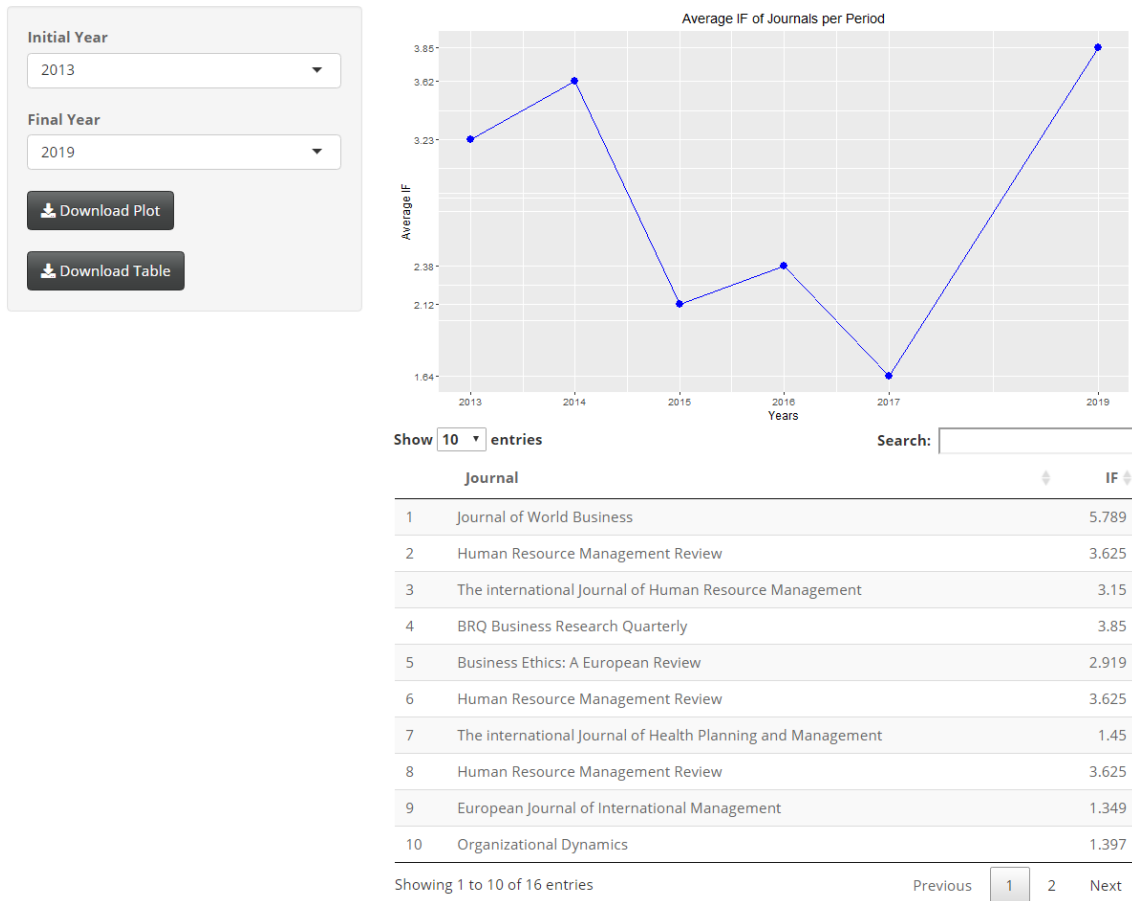 Initial Year
2013
Final Year
2019
Download Plot
Download Table
Average IF of Journals per Period
3.85
3.62
3.23
2.38
2.12
1.64
Average IF
2013 2014 2015 2016 2017 2019
Years
Show 10 entries Search:
Journal IF
1 Journal of World Business 5.789
2 Human Resource Management Review 3.625
3 The international Journal of Human Resource Management 3.15
4 BRQ Business Research Quarterly 3.85
5 Business Ethics: A European Review 2.919
6 Human Resource Management Review 3.625
7 The international Journal of Health Planning and Management 1.45
8 Human Resource Management Review 3.625
9 European Journal of International Management 1.349
10 Organizational Dynamics 1.397
Showing 1 to 10 of 16 entries Previous 1 2 Next